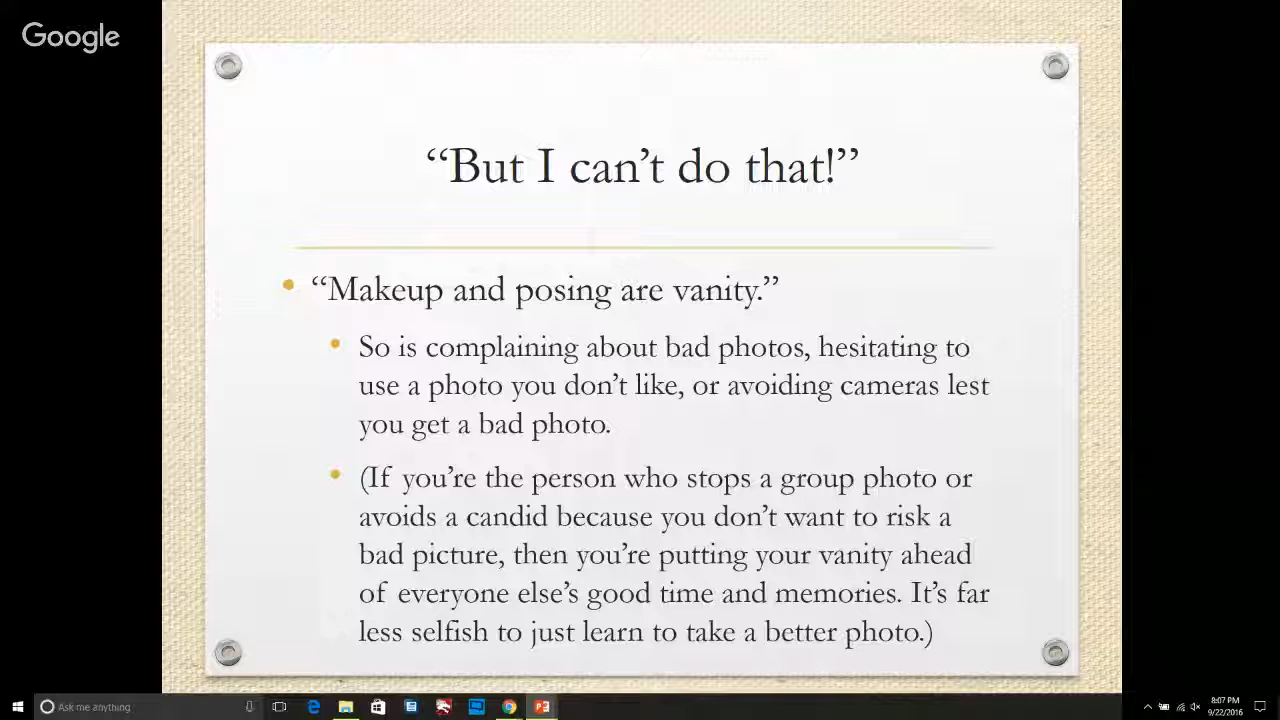 Google
“But I can’t do that!”
“Makeup and posing are vanity.”
So is complaining about bad photos, hesitating to
use a photo you don’t like, or avoiding cameras lest
you get a bad photo.
(If you’re the person who stops a group photo or
avoids a candid because you don’t want to risk a
bad picture, then you’re putting your vanity ahead
of everyone else’s good time and memories. It’s far
less selfish to just learn to take a better photo.)
Ask me anything
8:07 PM
9/22/2016